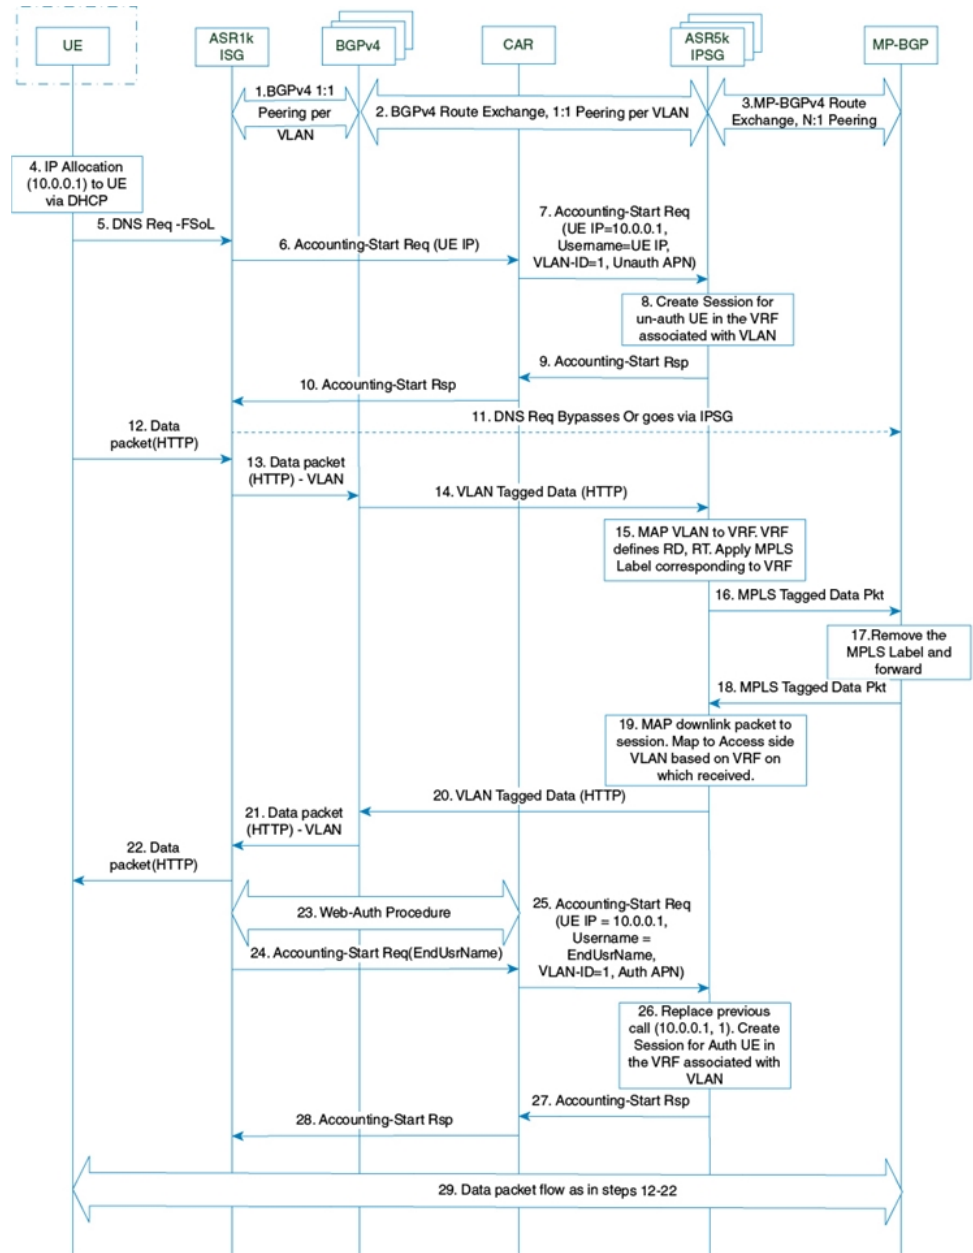 UE
ASR1k
ISG
BGPv4
CAR
ASR5k
IPSG
MP-BGP
1.BGPv4 1:1
Peering per
VLAN
2. BGPv4 Route Exchange, 1:1 Peering per VLAN
3.MP-BGPv4 Route
Exchange, N:1 Peering
4. IP Allocation
(10.0.0.1) to UE
via DHCP
5. DNS Req -FSoL
6. Accounting-Start Req (UE IP)
7. Accounting-Start Req
(UE IP=10.0.0.1,
Username=UE IP,
VLAN-ID=1, Unauth APN)
8. Create Session for
un-auth UE in the VRF
associated with VLAN
9. Accounting-Start Rsp
10. Accounting-Start Rsp
11. DNS Req Bypasses Or goes via IPSG
12. Data
packet(HTTP)
13. Data packet
(HTTP) - VLAN
14. VLAN Tagged Data (HTTP)
15. MAP VLAN to VRF. VRF
defines RD, RT. Apply MPLS
Label corresponding to VRF
16. MPLS Tagged Data Pkt
17.Remove the
MPLS Label and
forward
18. MPLS Tagged Data Pkt
19. MAP downlink packet to
session. Map to Access side
VLAN based on VRF on
which received.
20. VLAN Tagged Data (HTTP)
21. Data packet
(HTTP) - VLAN
22. Data
packet(HTTP)
23. Web-Auth Procedure
24. Accounting-Start Req(EndUsrName)
25. Accounting-Start Req
(UE IP = 10.0.0.1,
Username =
EndUsrName,
VLAN-ID=1, Auth APN)
26. Replace previous
call (10.0.0.1, 1). Create
Session for Auth UE in
the VRF associated with
VLAN
27. Accounting-Start Rsp
28. Accounting-Start Rsp
29. Data packet flow as in steps 12-22